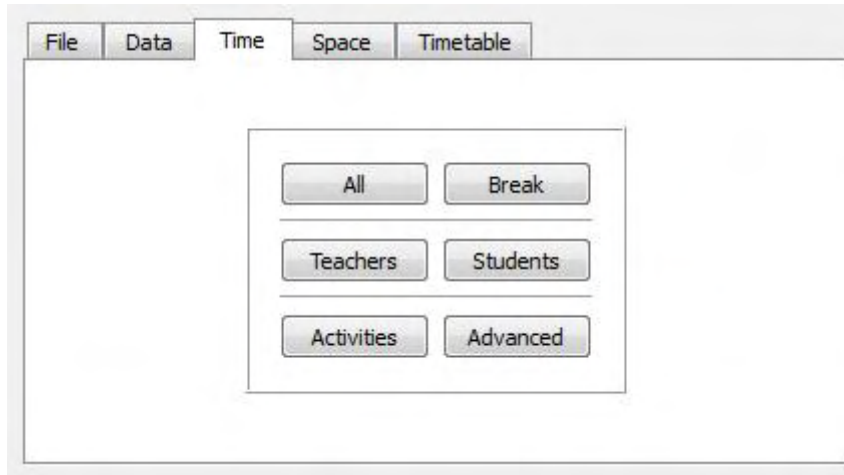 File Data Time Space Timetable
All Break
Teachers Students
Activities Advanced